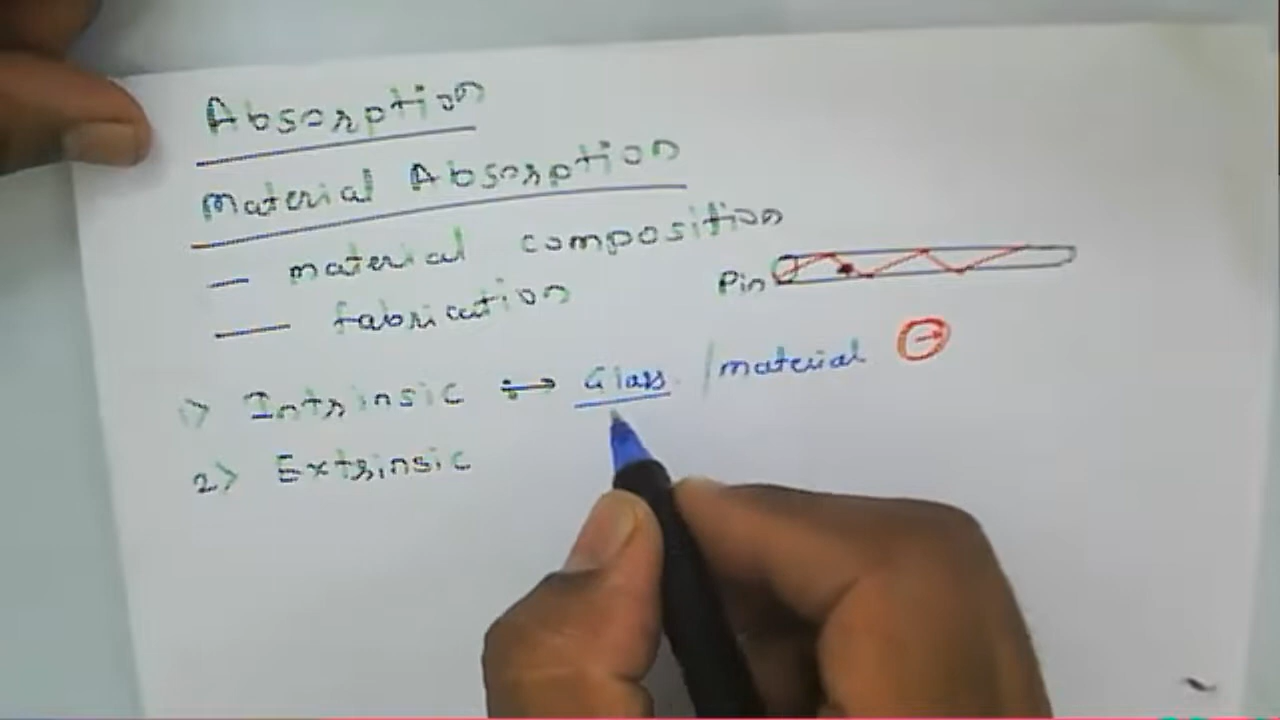 Absorption
Material Absorption
— material composition
— fabrication
Pin
1) Intrinsic ↔ Glass / material
2) Extrinsic